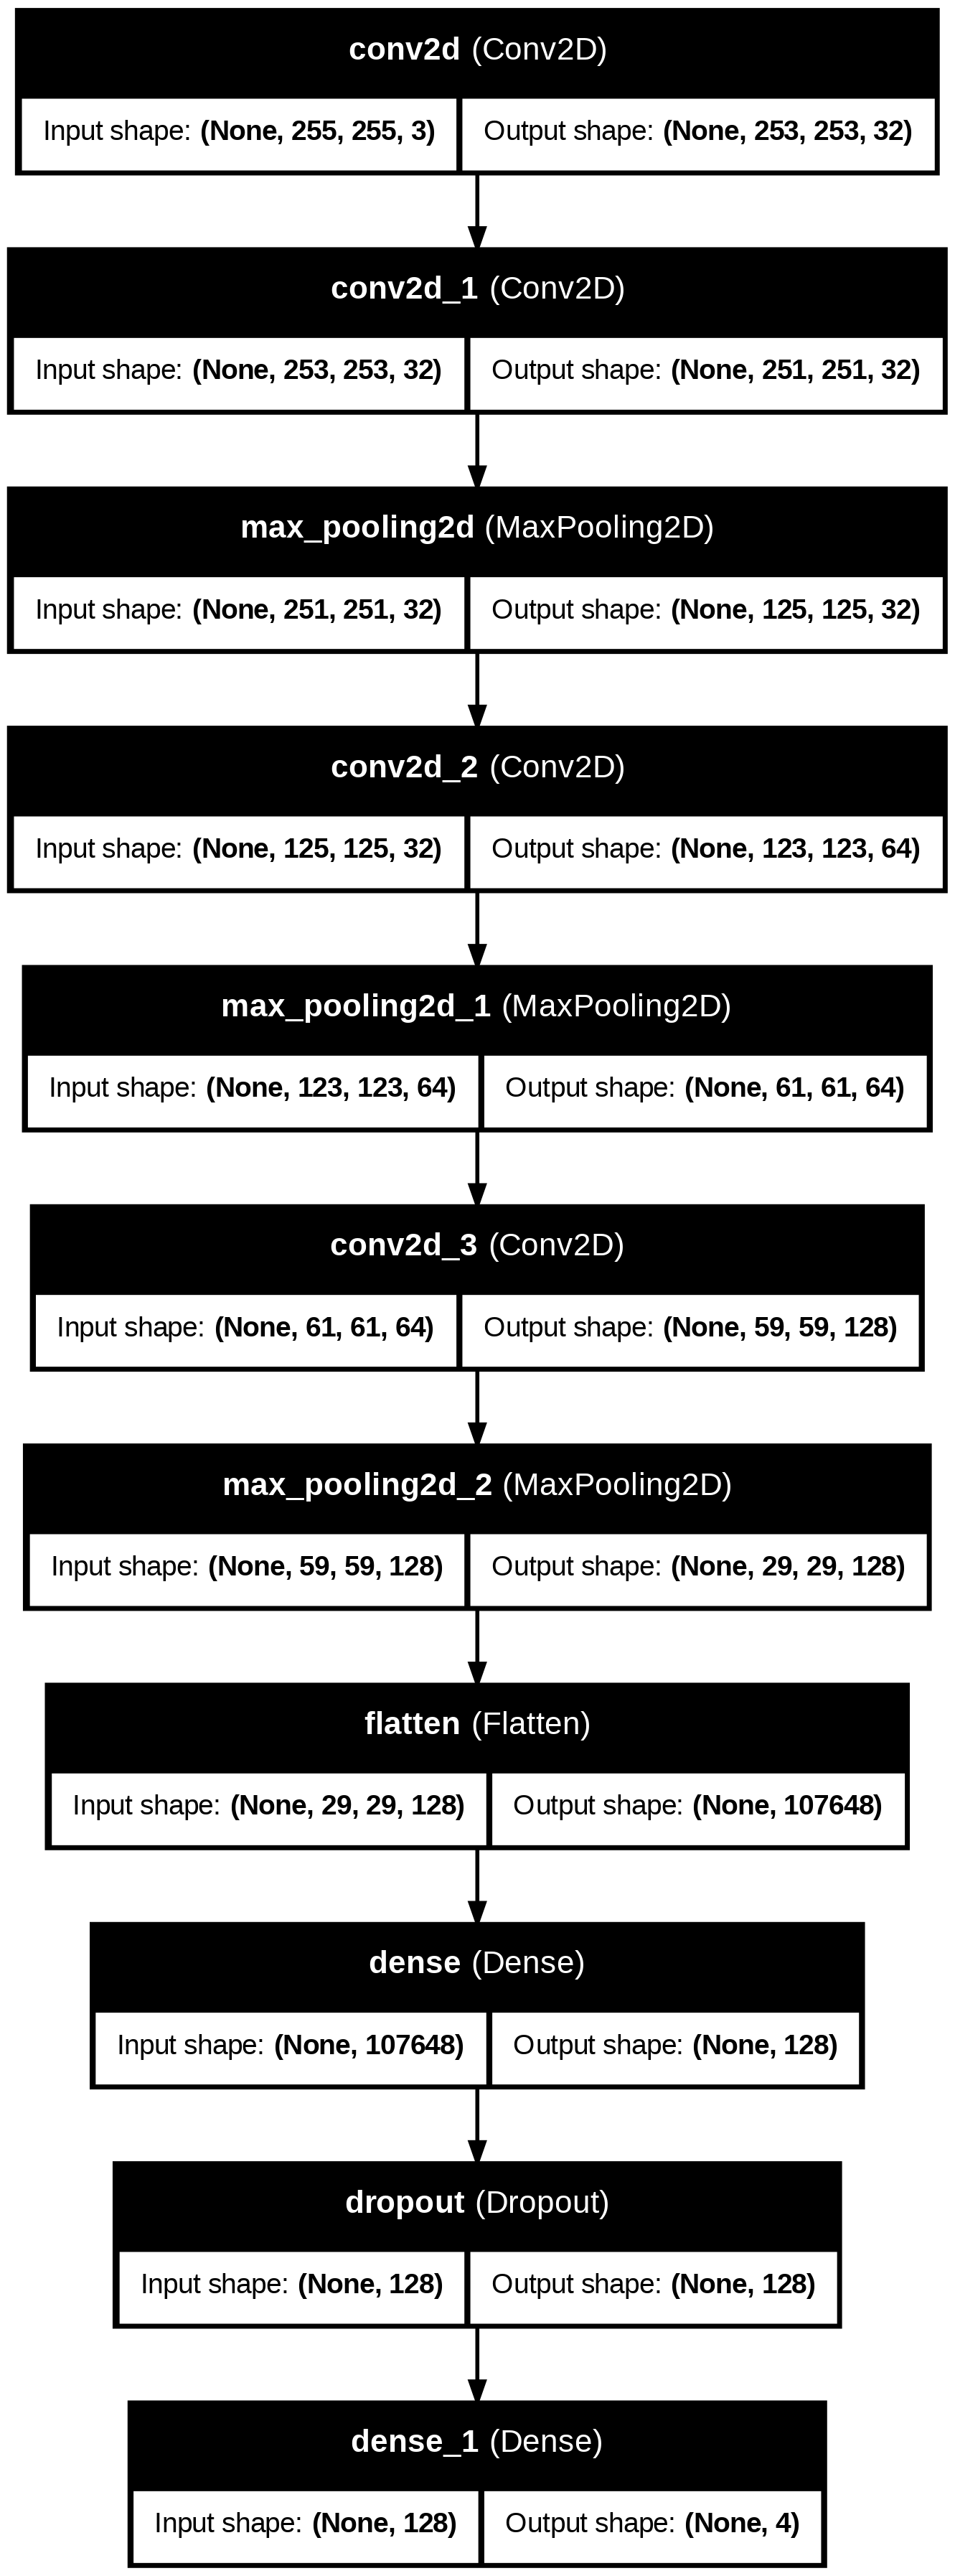 conv2d (Conv2D)
Input shape: (None, 255, 255, 3) Output shape: (None, 253, 253, 32)
conv2d_1 (Conv2D)
Input shape: (None, 253, 253, 32) Output shape: (None, 251, 251, 32)
max_pooling2d (MaxPooling2D)
Input shape: (None, 251, 251, 32) Output shape: (None, 125, 125, 32)
conv2d_2 (Conv2D)
Input shape: (None, 125, 125, 32) Output shape: (None, 123, 123, 64)
max_pooling2d_1 (MaxPooling2D)
Input shape: (None, 123, 123, 64) Output shape: (None, 61, 61, 64)
conv2d_3 (Conv2D)
Input shape: (None, 61, 61, 64) Output shape: (None, 59, 59, 128)
max_pooling2d_2 (MaxPooling2D)
Input shape: (None, 59, 59, 128) Output shape: (None, 29, 29, 128)
flatten (Flatten)
Input shape: (None, 29, 29, 128) Output shape: (None, 107648)
dense (Dense)
Input shape: (None, 107648) Output shape: (None, 128)
dropout (Dropout)
Input shape: (None, 128) Output shape: (None, 128)
dense_1 (Dense)
Input shape: (None, 128) Output shape: (None, 4)